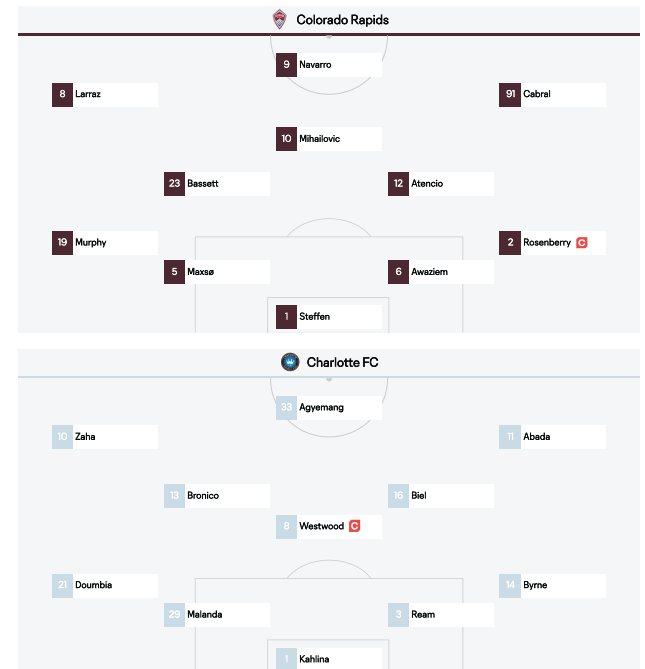 Colorado Rapids
9 Navarro
8 Larraz
91 Cabral
10 Mihailovic
23 Bassett
12 Atencio
19 Murphy
2 Rosenberry C
5 Maxsø
6 Awaziem
1 Steffen
Charlotte FC
33 Agyemang
10 Zaha
11 Abada
13 Bronico
16 Biel
8 Westwood C
21 Doumbia
14 Byrne
29 Malanda
3 Ream
1 Kahlina